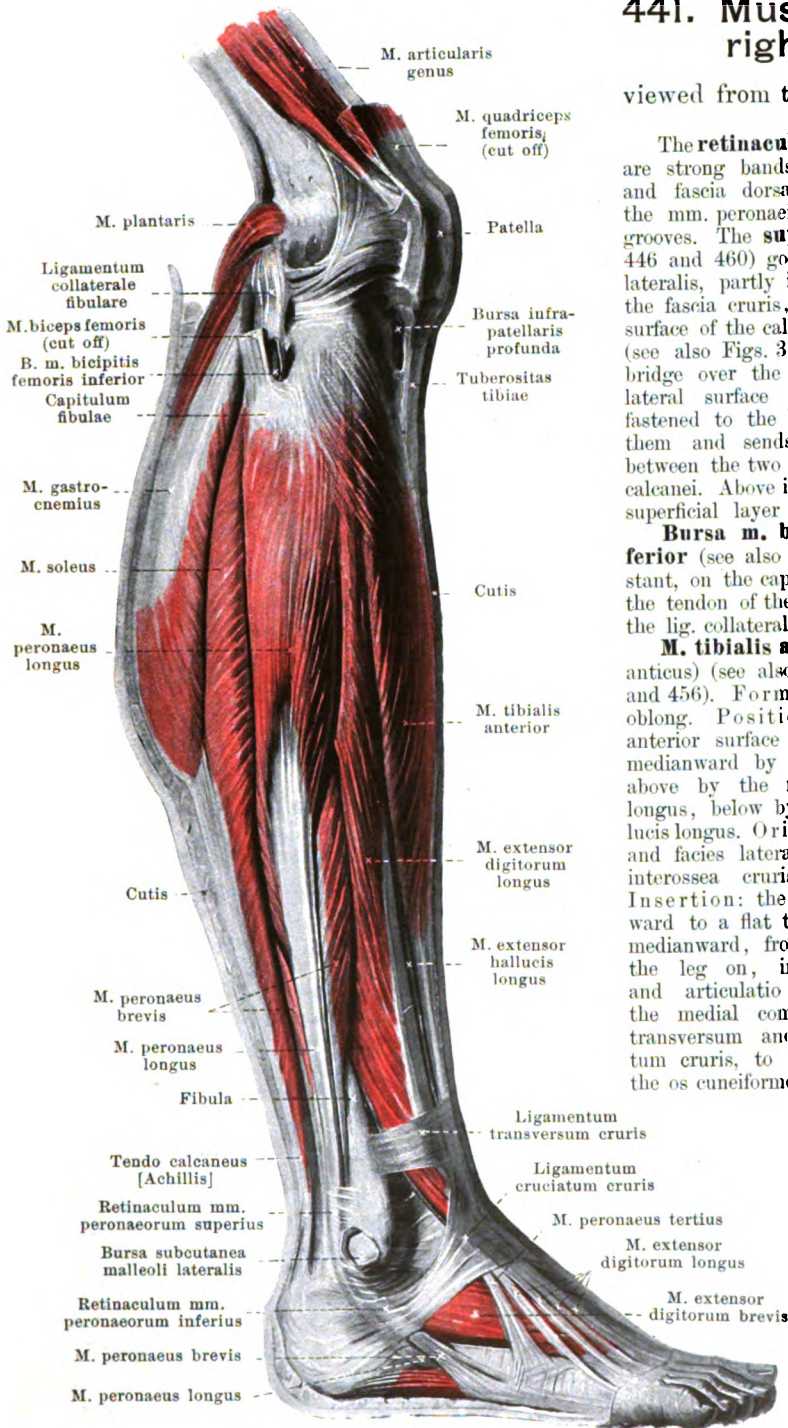 441. Mus
righ
viewed from t
The retinacu
are strong bands
and fascia dorsa
the mm. peronae
grooves. The su
446 and 460) go
lateralis, partly
the fascia cruris,
surface of the cal
(see also Figs. 3
bridge over the
lateral surface
fastened to the
them and sends
between the two
calcanei. Above i
superficial layer
Bursa m. b
ferior (see also
stant, on the cap
the tendon of the
the lig. collateral
M. tibialis a
anticus) (see also
and 456). Form
oblong. Positi
anterior surface
medianward by
above by the
longus, below by
lucis longus. Ori
and facies latera
interossea cruris
Insertion: the
ward to a flat t
medianward, fro
the leg on, i
and articulatio
the medial com
transversum and
tum cruris, to
the os cuneiforme
M. articularis
genus
M. quadriceps
femoris
(cut off)
M. plantaris
Patella
Ligamentum
collaterale
fibulare
M. biceps femoris
(cut off)
B. m. bicipitis
femoris inferior
Capitulum
fibulae
Bursa infra-
patellaris
profunda
Tuberositas
tibiae
M. gastro-
cnemius
M. soleus
Cutis
M.
peronaeus
longus
M. tibialis
anterior
M. extensor
digitorum
longus
Cutis
M. extensor
hallucis
longus
M. peronaeus
brevis
M. peronaeus
longus
Fibula
Ligamentum
transversum cruris
Tendo calcaneus
[Achillis]
Ligamentum
cruciatum cruris
Retinaculum mm.
peronaeorum superius
M. peronaeus tertius
Bursa subcutanea
malleoli lateralis
M. extensor
digitorum longus
Retinaculum mm.
peronaeorum inferius
M. extensor
digitorum brevis
M. peronaeus brevis
M. peronaeus longus